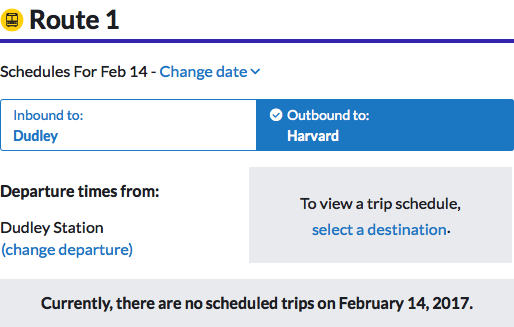 Route 1
Schedules For Feb 14 - Change date
Inbound to:
Dudley
Outbound to:
Harvard
Departure times from:
Dudley Station
(change departure)
To view a trip schedule,
select a destination.
Currently, there are no scheduled trips on February 14, 2017.